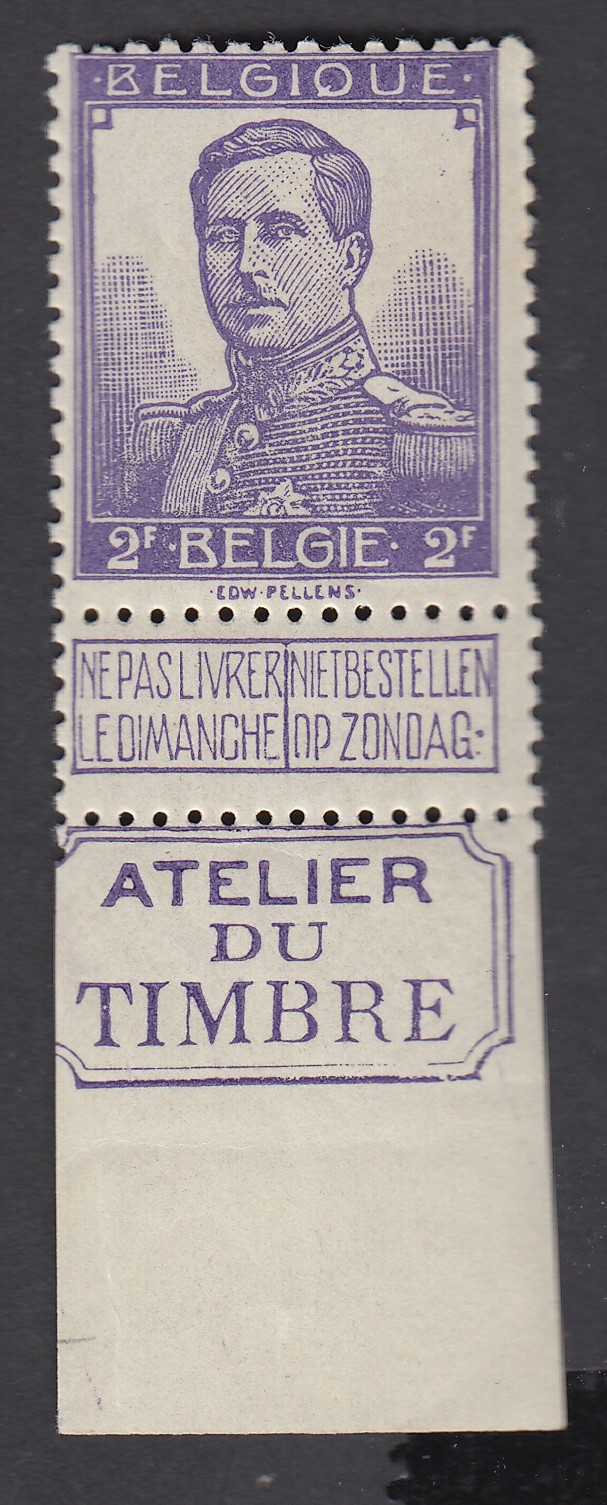 ·BELGIQUE·
2F ·BELGIE· 2F
·EDW·PELLENS·
NE PAS LIVRER NIET BESTELLEN
LE DIMANCHE OP ZONDAG:
ATELIER
DU
TIMBRE